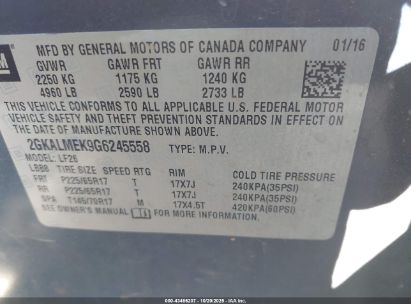 GM
MFD BY GENERAL MOTORS OF CANADA COMPANY 01/16
GVWR GAWR FRT GAWR RR
2250 KG 1175 KG 1240 KG
4960 LB 2590 LB 2733 LB
THIS VEHICLE CONFORMS TO ALL APPLICABLE U.S. FEDERAL MOTOR
VEHICLE SAFETY AND THEFT PREVENTION STANDARDS IN EFFECT
ON THE DATE OF MANUFACTURE SHOWN ABOVE.
2GKALMEK9G6245558 TYPE: M.P.V.
MODEL: LF26
TIRE SIZE SPEED RTG RIM COLD TIRE PRESSURE
FRT P225/65R17 T 17X7J 240KPA(35PSI)
RR P225/65R17 T 17X7J 240KPA(35PSI)
SPA T145/70R17 M 17X4.5T 420KPA(60PSI)
SEE OWNER'S MANUAL